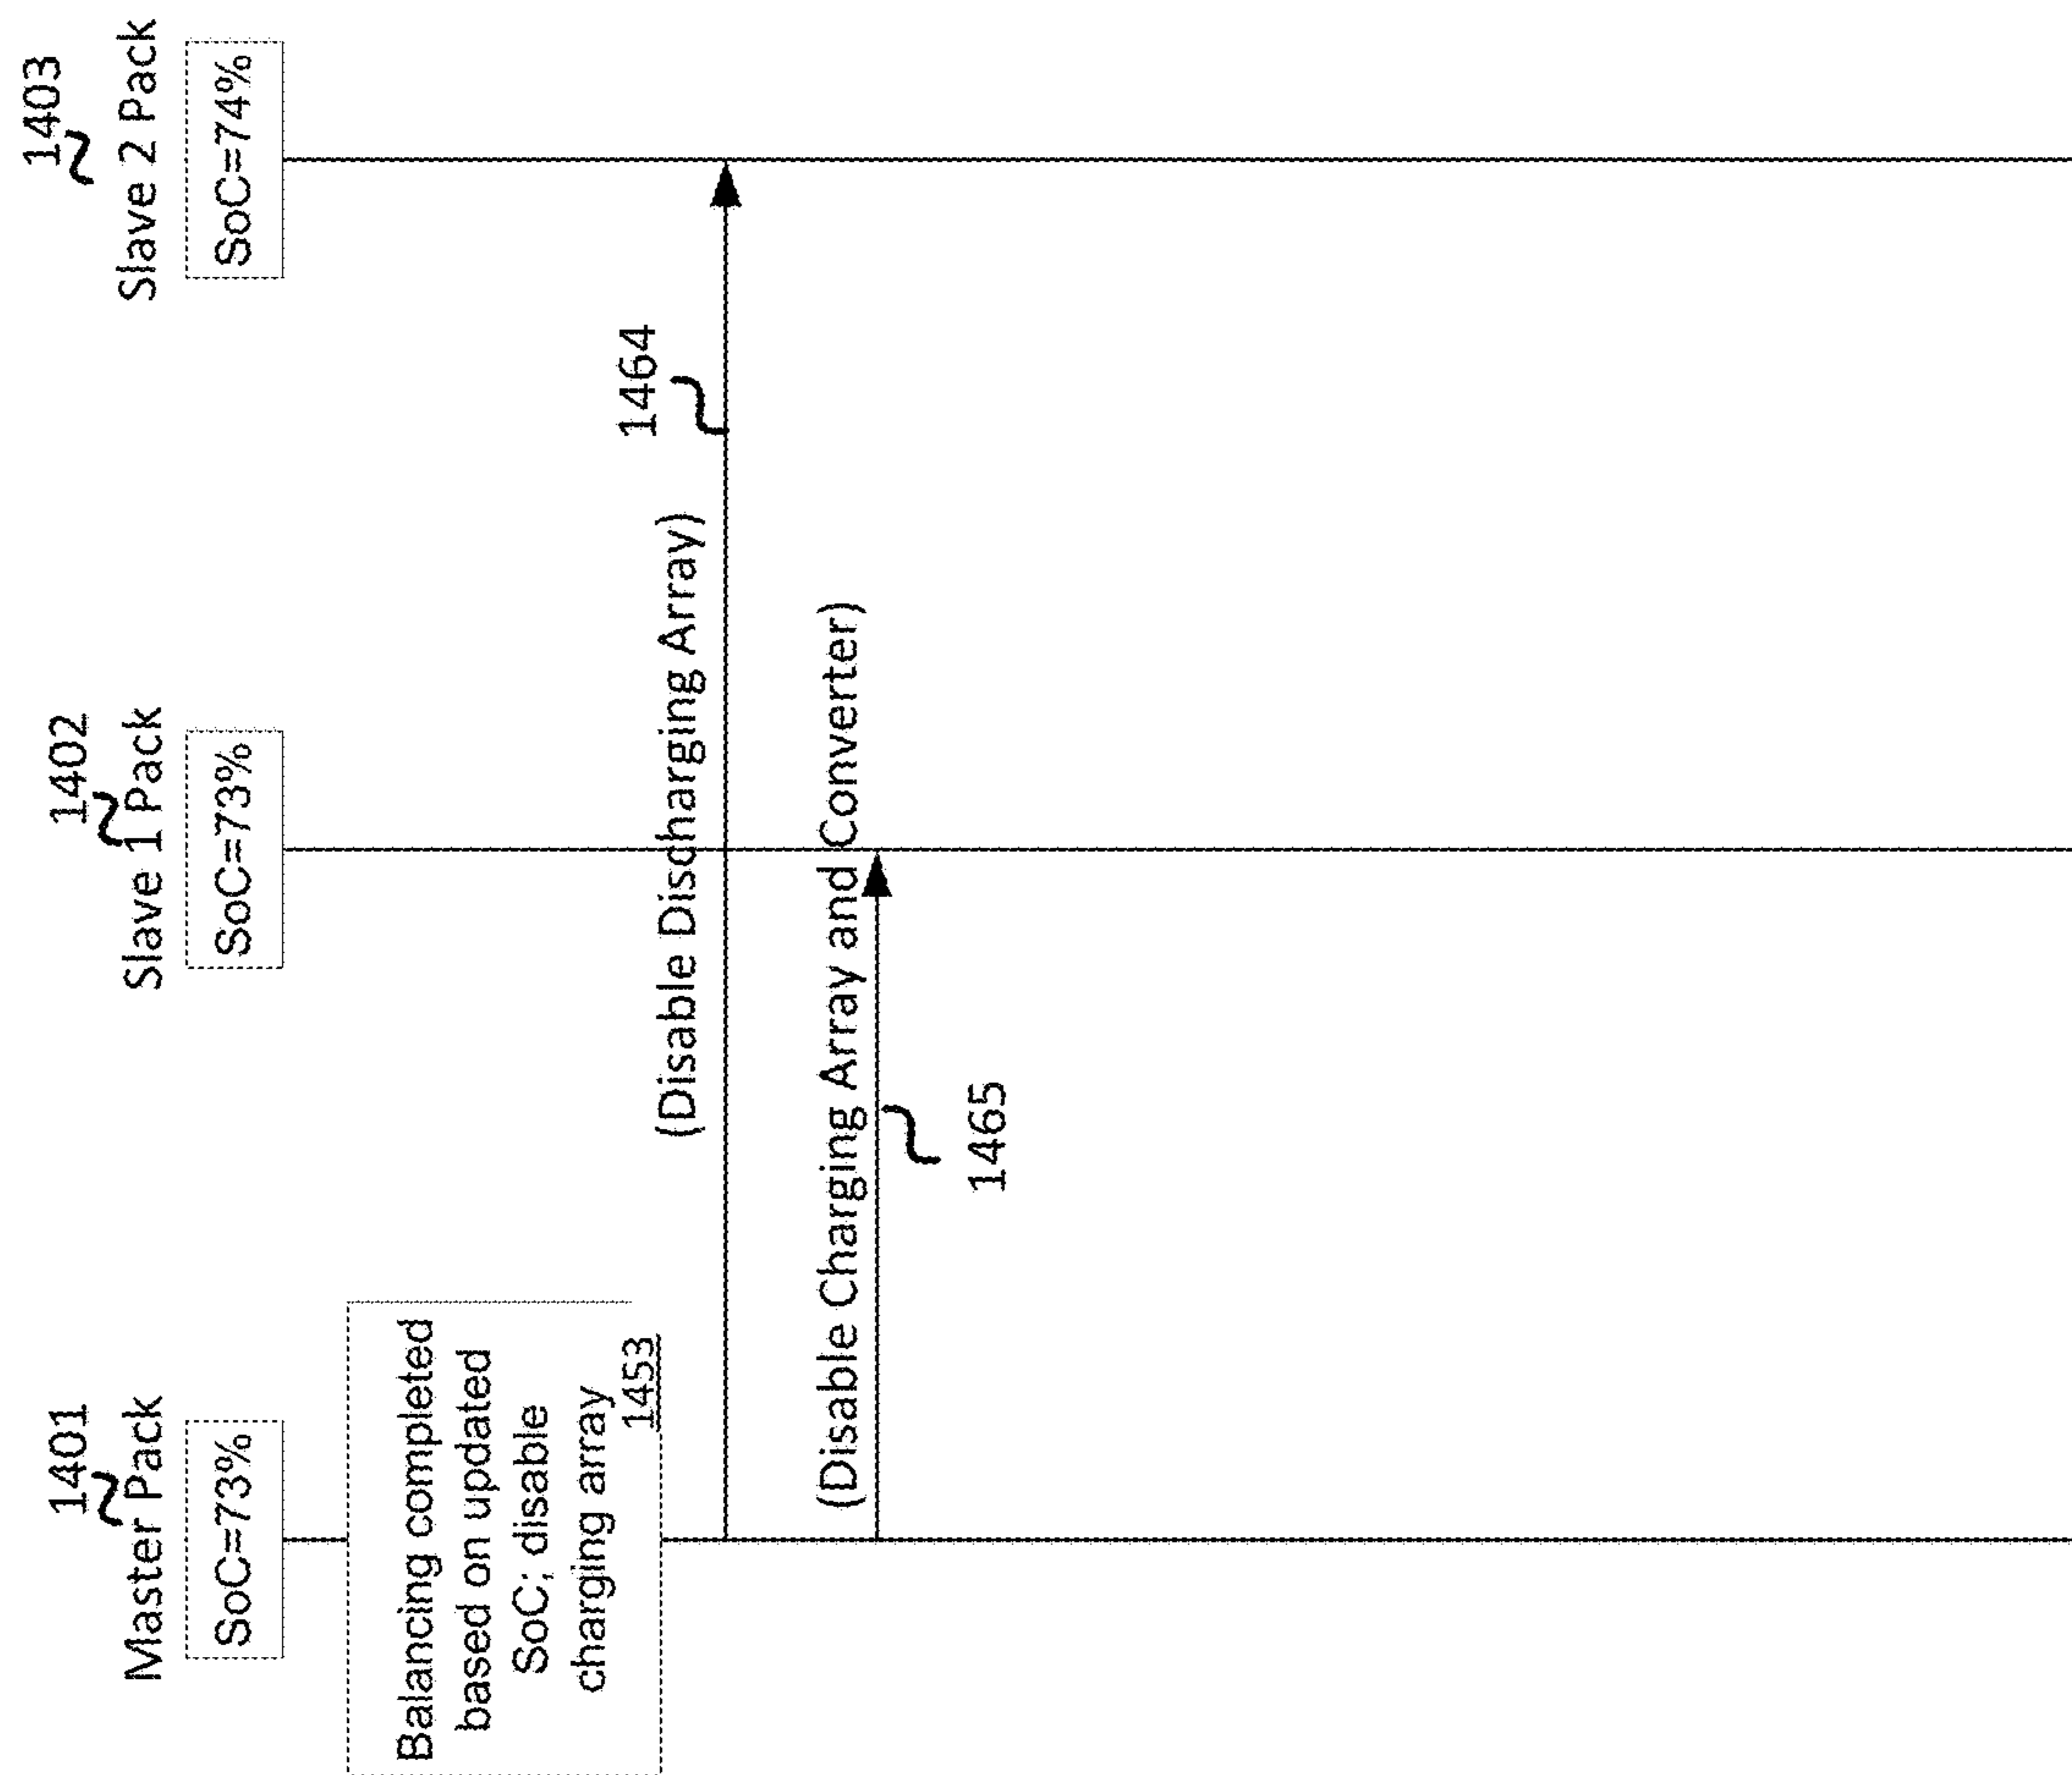 1401
Master Pack
SoC=73%
1402
Slave 1 Pack
SoC=73%
1403
Slave 2 Pack
SoC=74%
Balancing completed
based on updated
SoC; disable
charging array
1453
(Disable Discharging Array)
1464
(Disable Charging Array and Converter)
1465